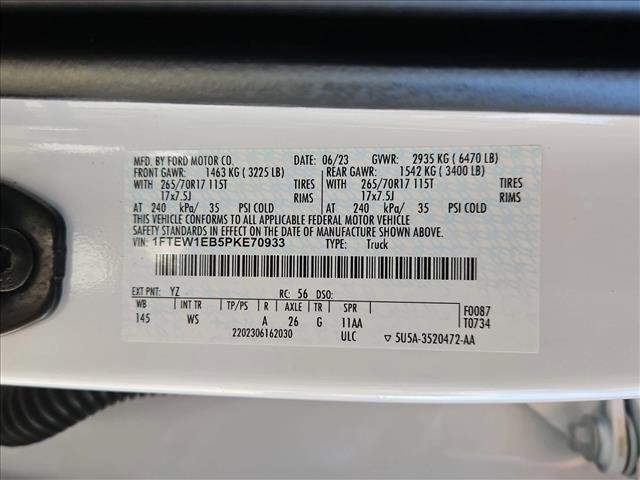 MFD. BY FORD MOTOR CO. DATE: 06/23 GVWR: 2935 KG ( 6470 LB)
FRONT GAWR: 1463 KG ( 3225 LB) REAR GAWR: 1542 KG ( 3400 LB)
WITH 265/70R17 115T TIRES WITH 265/70R17 115T TIRES
17x7.5J RIMS 17x7.5J RIMS
AT 240 kPa/ 35 PSI COLD AT 240 kPa/ 35 PSI COLD
THIS VEHICLE CONFORMS TO ALL APPLICABLE FEDERAL MOTOR VEHICLE
SAFETY STANDARDS IN EFFECT ON THE DATE OF MANUFACTURE SHOWN ABOVE.
VIN: 1FTEW1EB5PKE70933 TYPE: Truck
EXT PNT: YZ RC: 56 DSO:
WB INT TR TP/PS R AXLE TR SPR F0087
145 WS A 26 G 11AA T0734
2202306162030 ULC ▽ 5U5A-3520472-AA